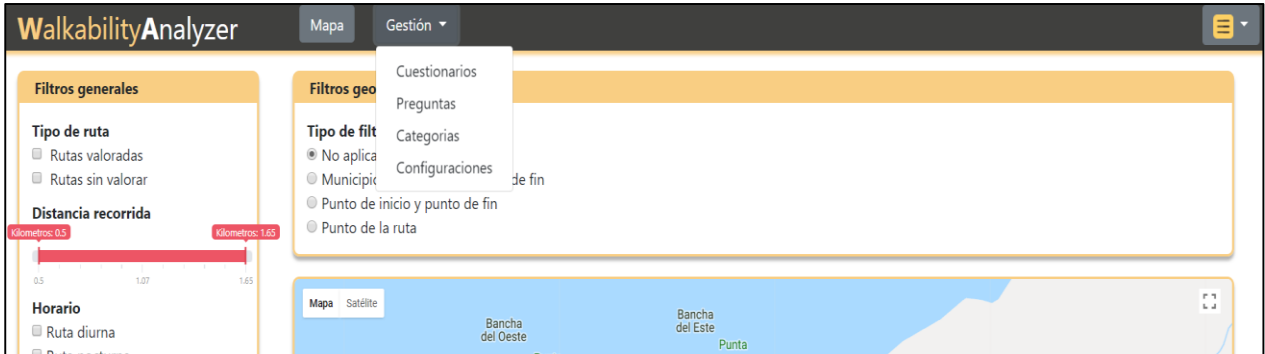 WalkabilityAnalyzer
Mapa
Gestión
Cuestionarios
Preguntas
Categorias
Configuraciones
Filtros generales
Tipo de ruta
Rutas valoradas
Rutas sin valorar
Distancia recorrida
Kilometros: 0.5
Kilometros: 1.65
0.5
1.07
1.65
Horario
Ruta diurna
Filtros geo
Tipo de filt
No aplica
Municipi
de fin
Punto de inicio y punto de fin
Punto de la ruta
Mapa
Satélite
Bancha
del Oeste
Bancha
del Este
Punta